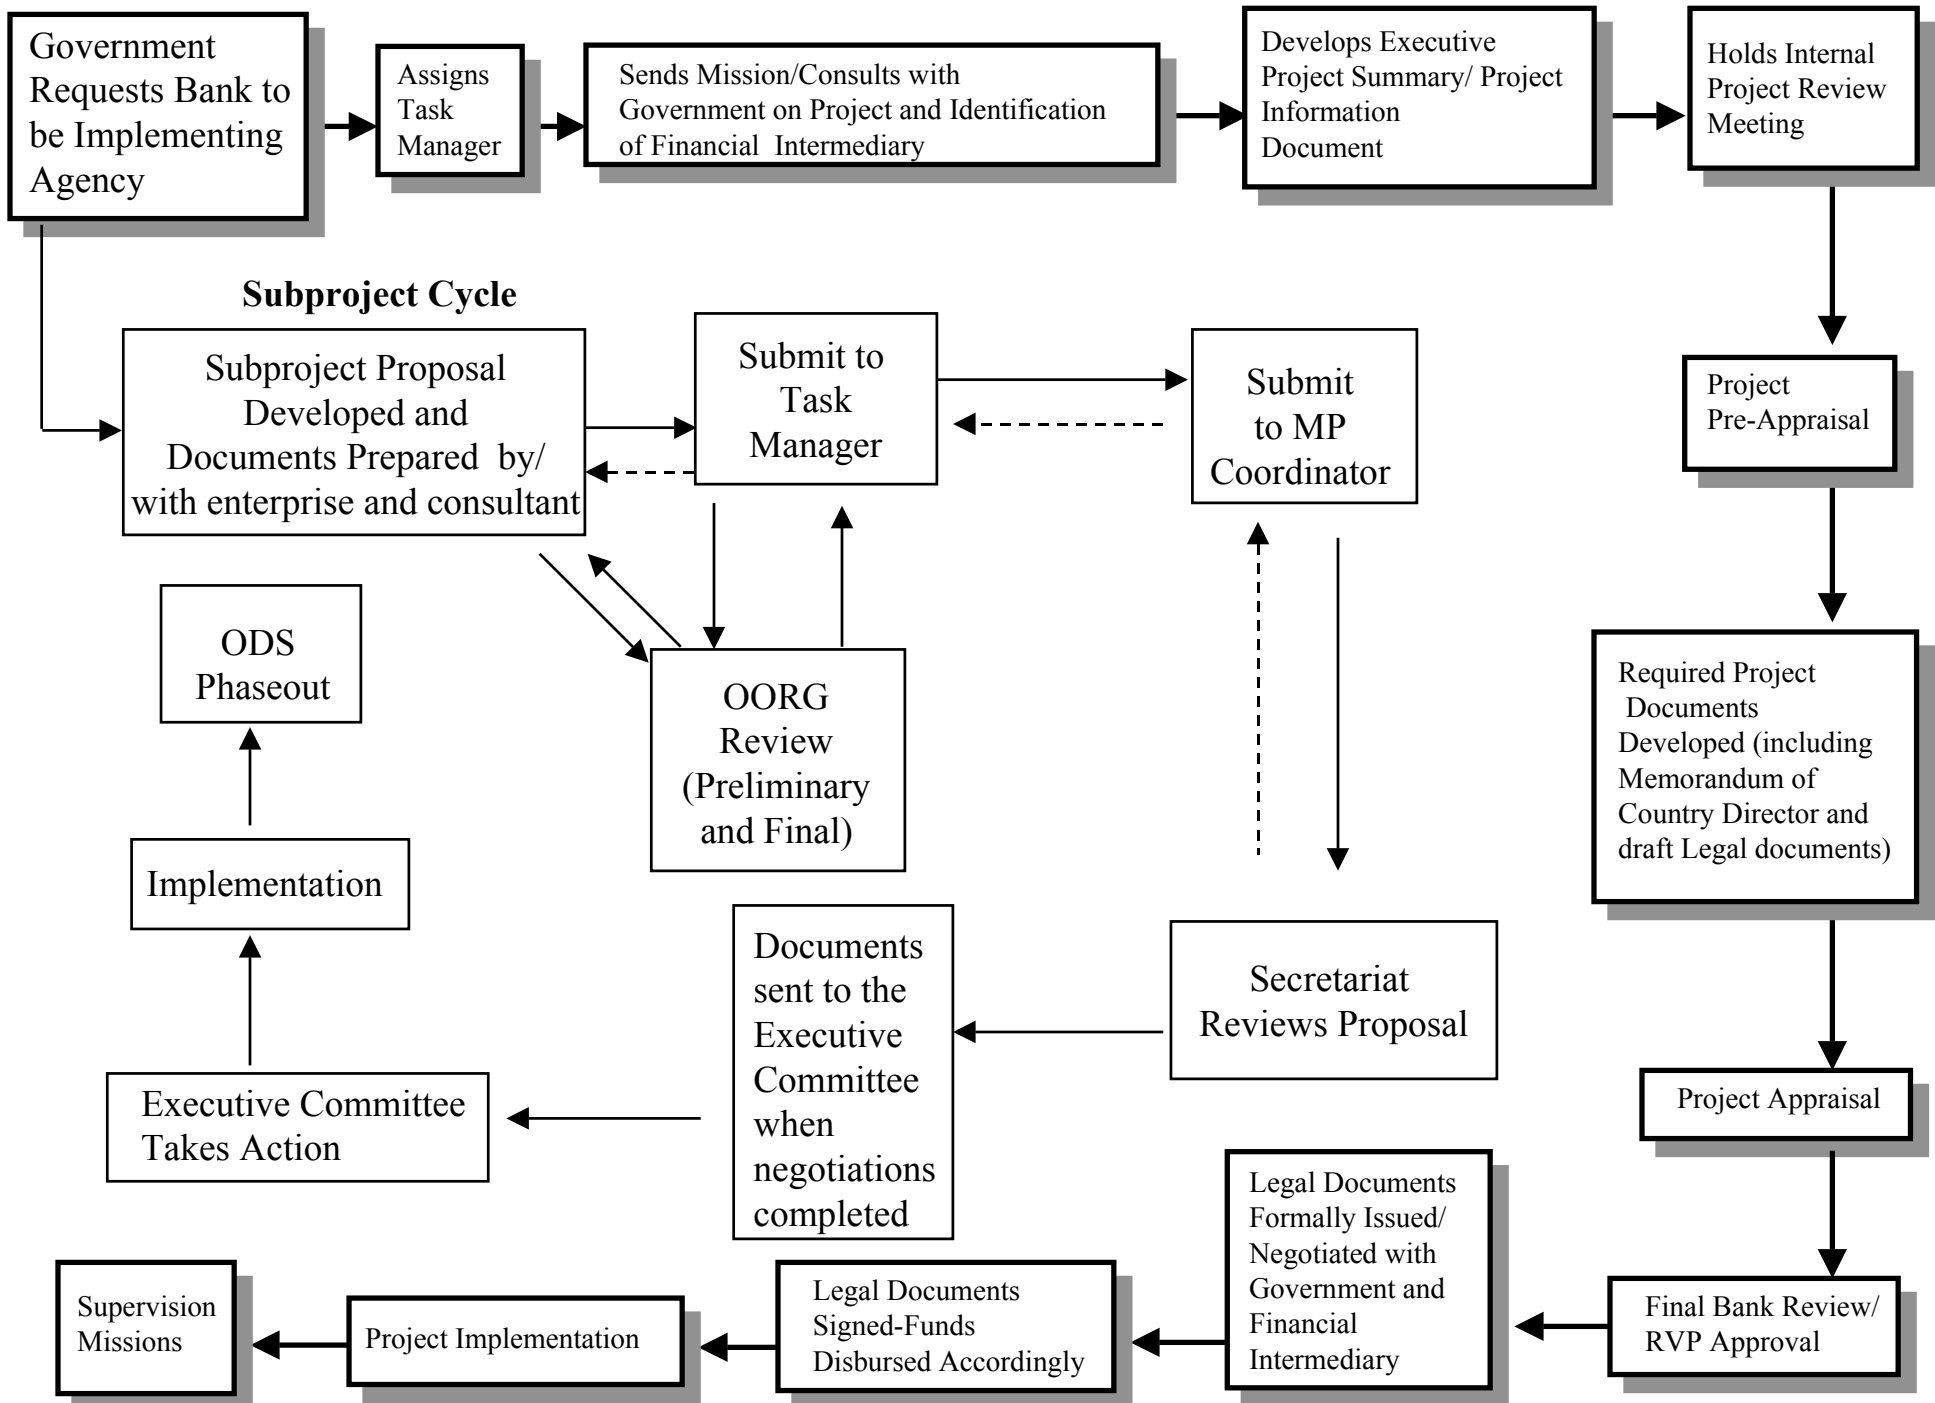 Government
Requests Bank to
be Implementing
Agency
Assigns
Task
Manager
Sends Mission/Consults with
Government on Project and Identification
of Financial Intermediary
Develops Executive
Project Summary/ Project
Information
Document
Holds Internal
Project Review
Meeting
Subproject Cycle
Subproject Proposal
Developed and
Documents Prepared by/
with enterprise and consultant
Submit to
Task
Manager
Submit
to MP
Coordinator
Project
Pre-Appraisal
ODS
Phaseout
OORG
Review
(Preliminary
and Final)
Required Project
Documents
Developed (including
Memorandum of
Country Director and
draft Legal documents)
Implementation
Documents
sent to the
Executive
Committee
when
negotiations
completed
Secretariat
Reviews Proposal
Executive Committee
Takes Action
Project Appraisal
Legal Documents
Formally Issued/
Negotiated with
Government and
Financial
Intermediary
Supervision
Missions
Project Implementation
Legal Documents
Signed-Funds
Disbursed Accordingly
Final Bank Review/
RVP Approval